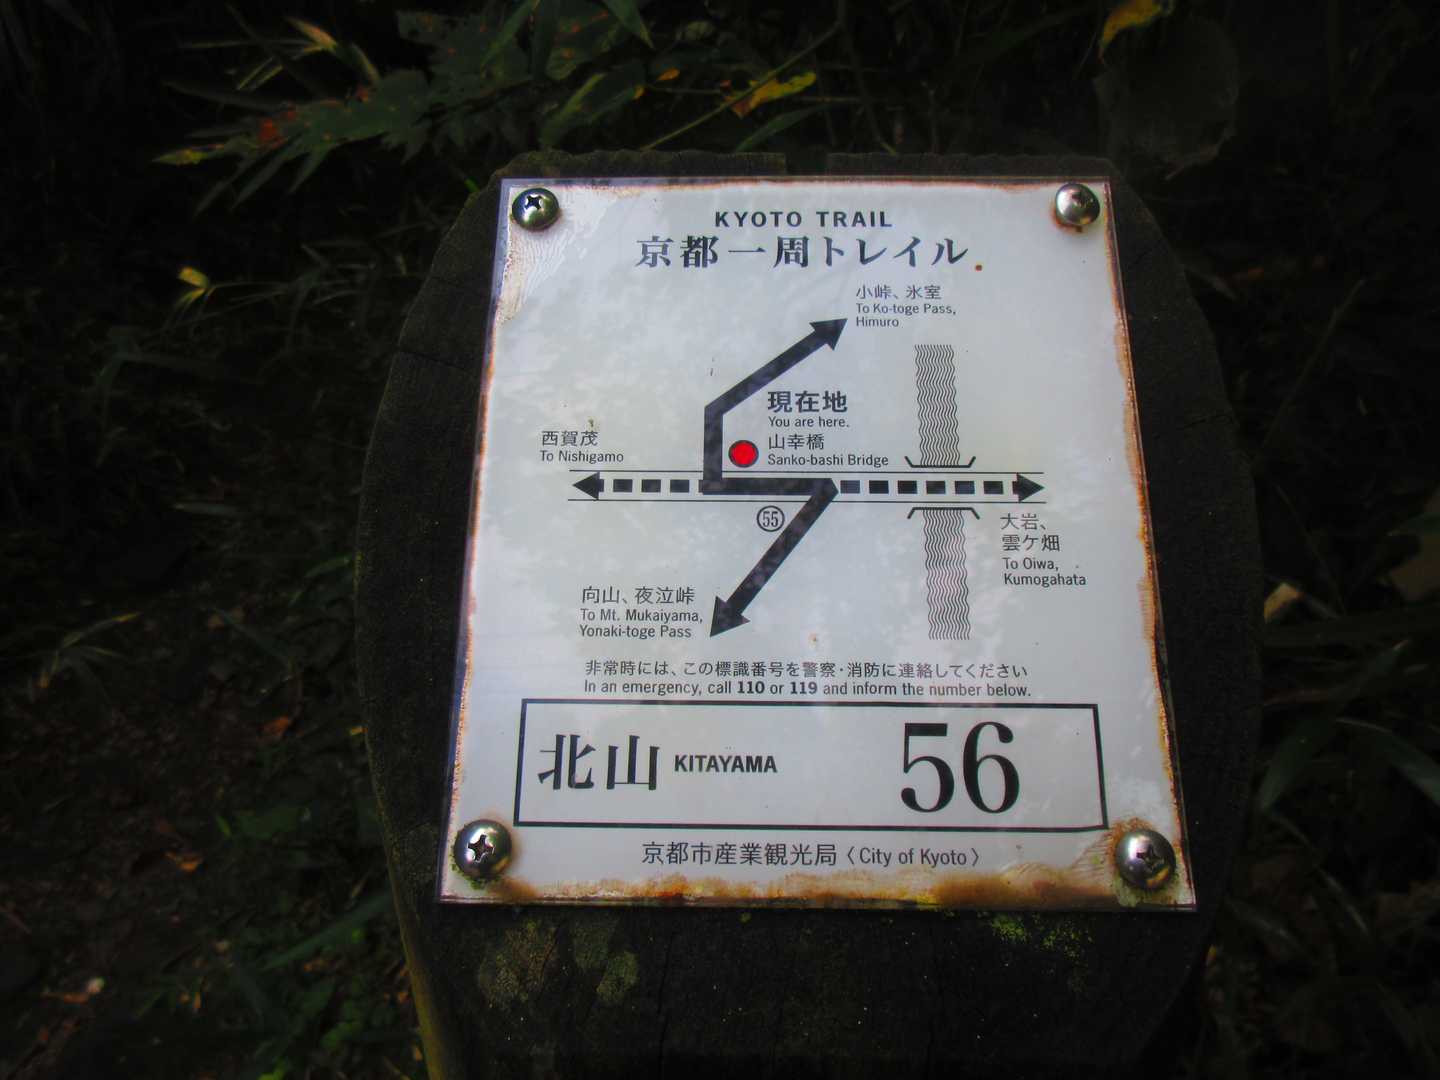 KYOTO TRAIL
京都一周トレイル
小峠、氷室
To Ko-toge Pass,
Himuro
現在地
You are here.
山幸橋
Sanko-bashi Bridge
西賀茂
To Nishigamo
55
大岩、
雲ケ畑
To Oiwa,
Kumogahata
向山、夜泣峠
To Mt. Mukaiyama,
Yonaki-toge Pass
非常時には、この標識番号を警察・消防に連絡してください
In an emergency, call 110 or 119 and inform the number below.
北山 KITAYAMA 56
京都市産業観光局〈City of Kyoto〉